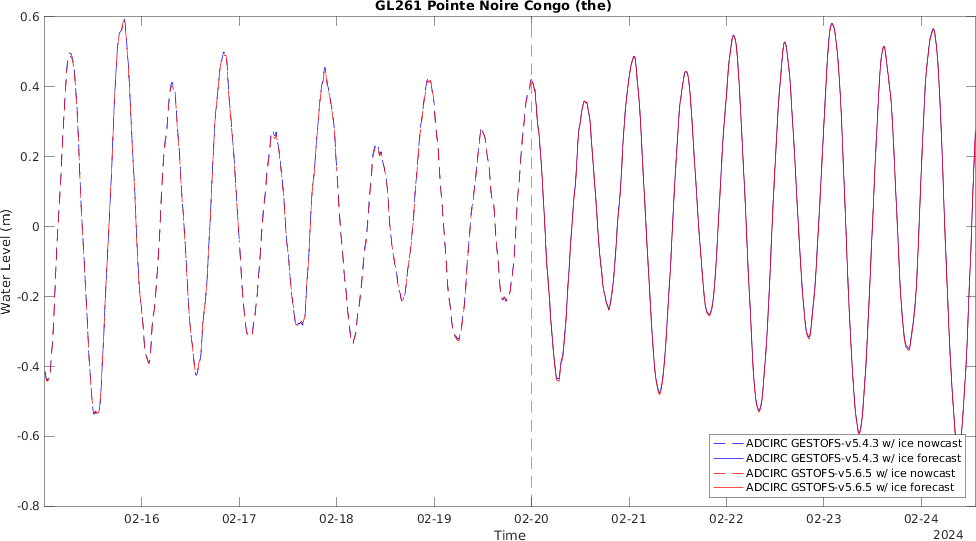 GL261 Pointe Noire Congo (the)
0.6
0.4
0.2
0
-0.2
-0.4
-0.6
-0.8
Water Level (m)
ADCIRC GESTOFS-v5.4.3 w/ ice nowcast
ADCIRC GESTOFS-v5.4.3 w/ ice forecast
ADCIRC GSTOFS-v5.6.5 w/ ice nowcast
ADCIRC GSTOFS-v5.6.5 w/ ice forecast
02-16 02-17 02-18 02-19 02-20 02-21 02-22 02-23 02-24
Time
2024